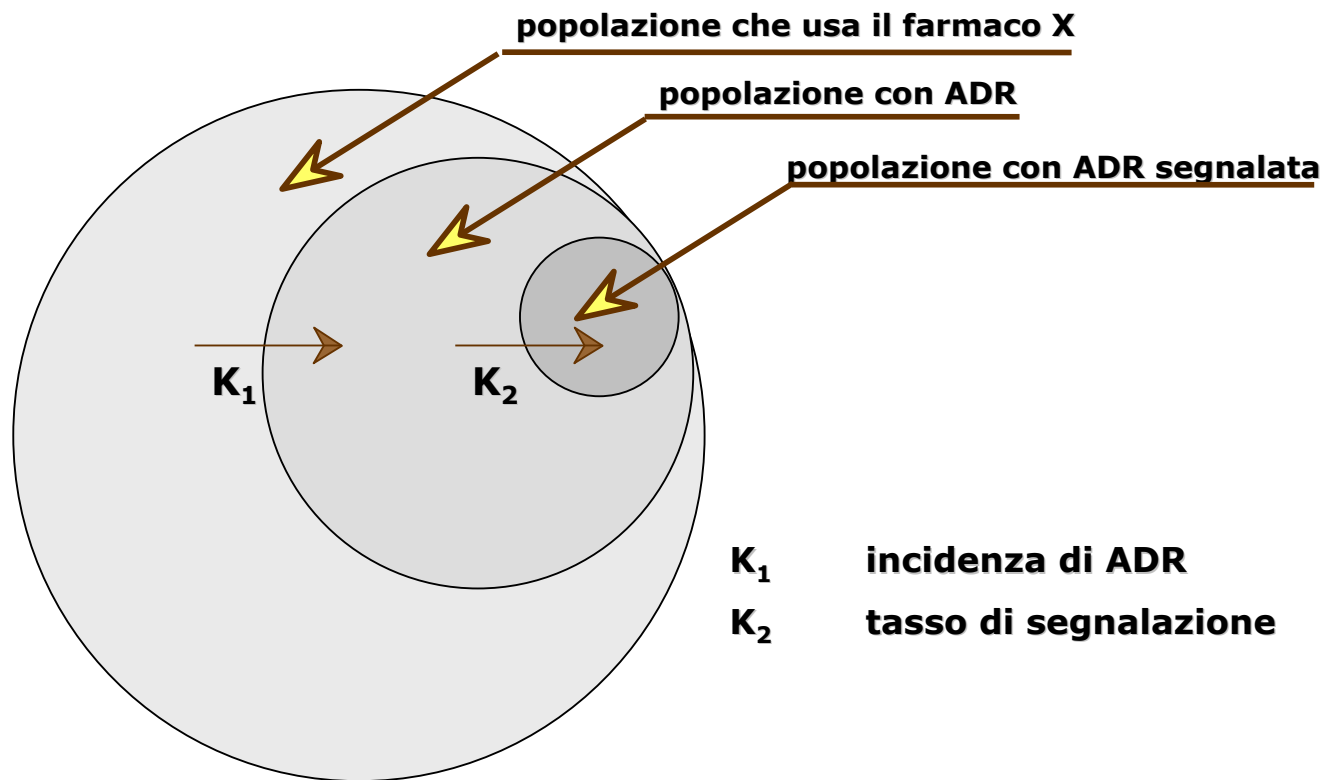 popolazione che usa il farmaco X
popolazione con ADR
popolazione con ADR segnalata
K₁
K₂
K₁ incidenza di ADR
K₂ tasso di segnalazione